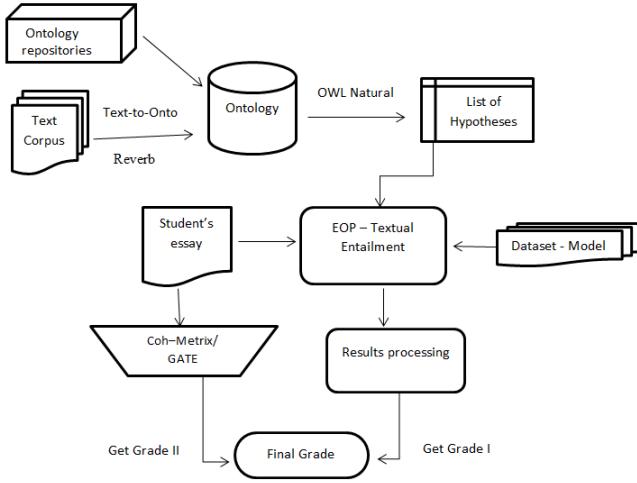 Ontology
repositories
Text
Corpus
Text-to-Onto
Reverb
Ontology
OWL Natural
List of
Hypotheses
Student's
essay
EOP – Textual
Entailment
Dataset - Model
Coh–Metrix/
GATE
Results processing
Get Grade II
Final Grade
Get Grade I